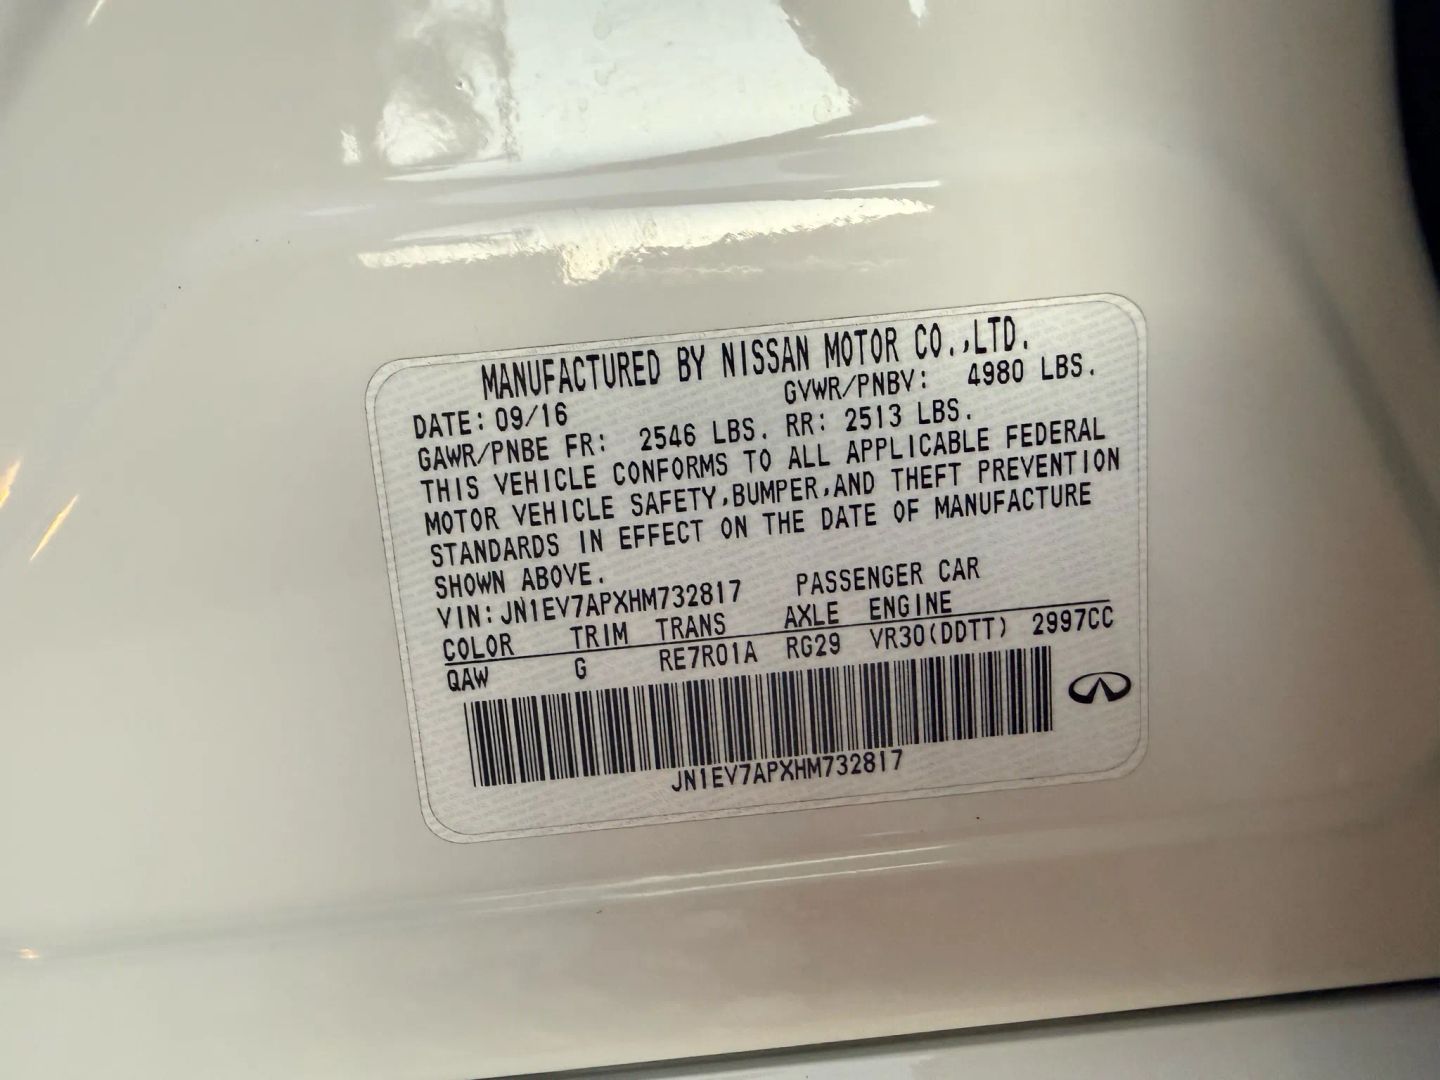 MANUFACTURED BY NISSAN MOTOR CO.,LTD.
DATE: 09/16 GVWR/PNBV: 4980 LBS.
GAWR/PNBE FR: 2546 LBS. RR: 2513 LBS.
THIS VEHICLE CONFORMS TO ALL APPLICABLE FEDERAL
MOTOR VEHICLE SAFETY,BUMPER,AND THEFT PREVENTION
STANDARDS IN EFFECT ON THE DATE OF MANUFACTURE
SHOWN ABOVE.
VIN: JN1EV7APXHM732817 PASSENGER CAR
COLOR TRIM TRANS AXLE ENGINE
QAW G RE7R01A RG29 VR30(DDTT) 2997CC
JN1EV7APXHM732817